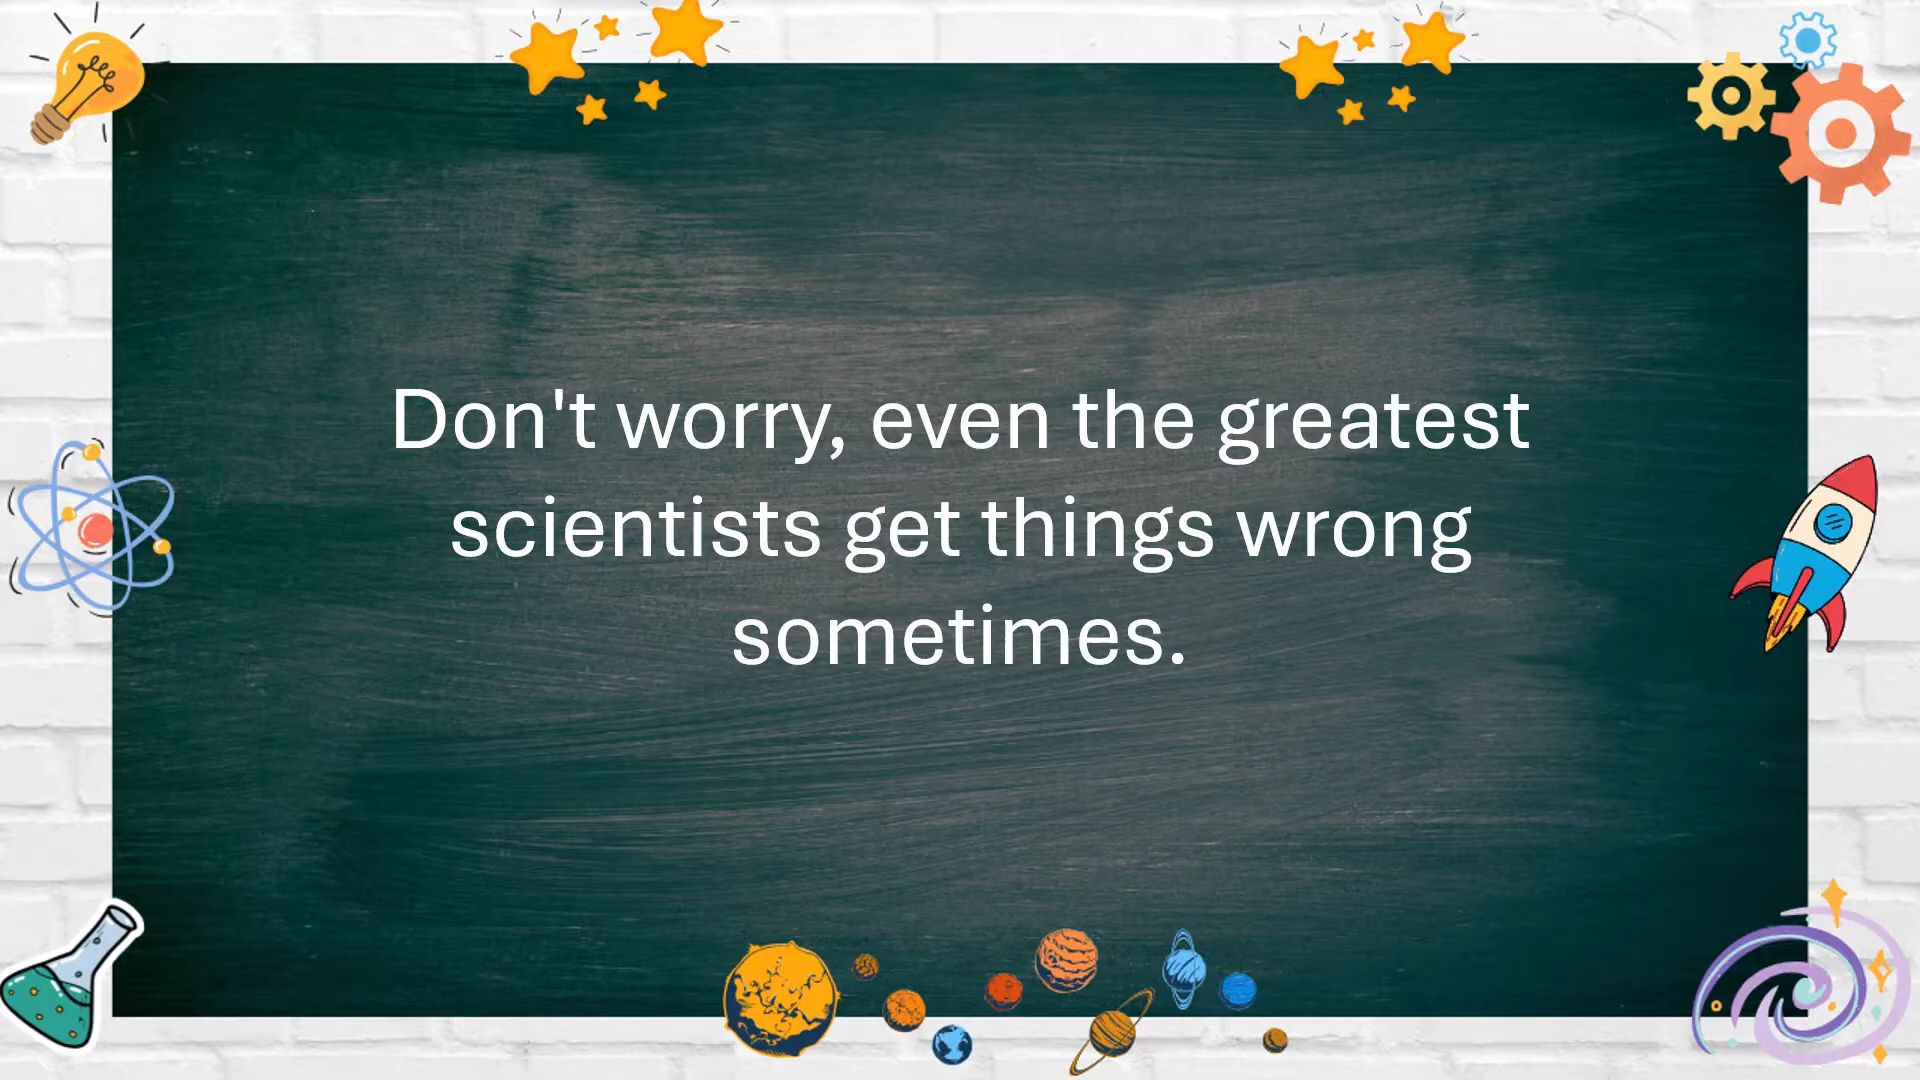 Don't worry, even the greatest
scientists get things wrong
sometimes.